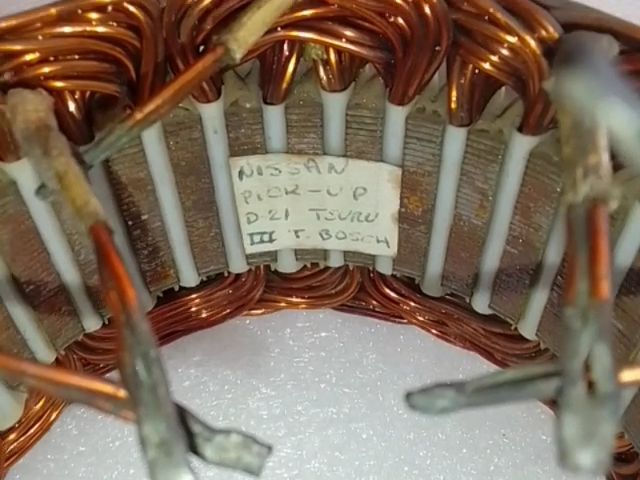 NISSAN
PICK-UP
D-21 TSURU
III T. BOSCH